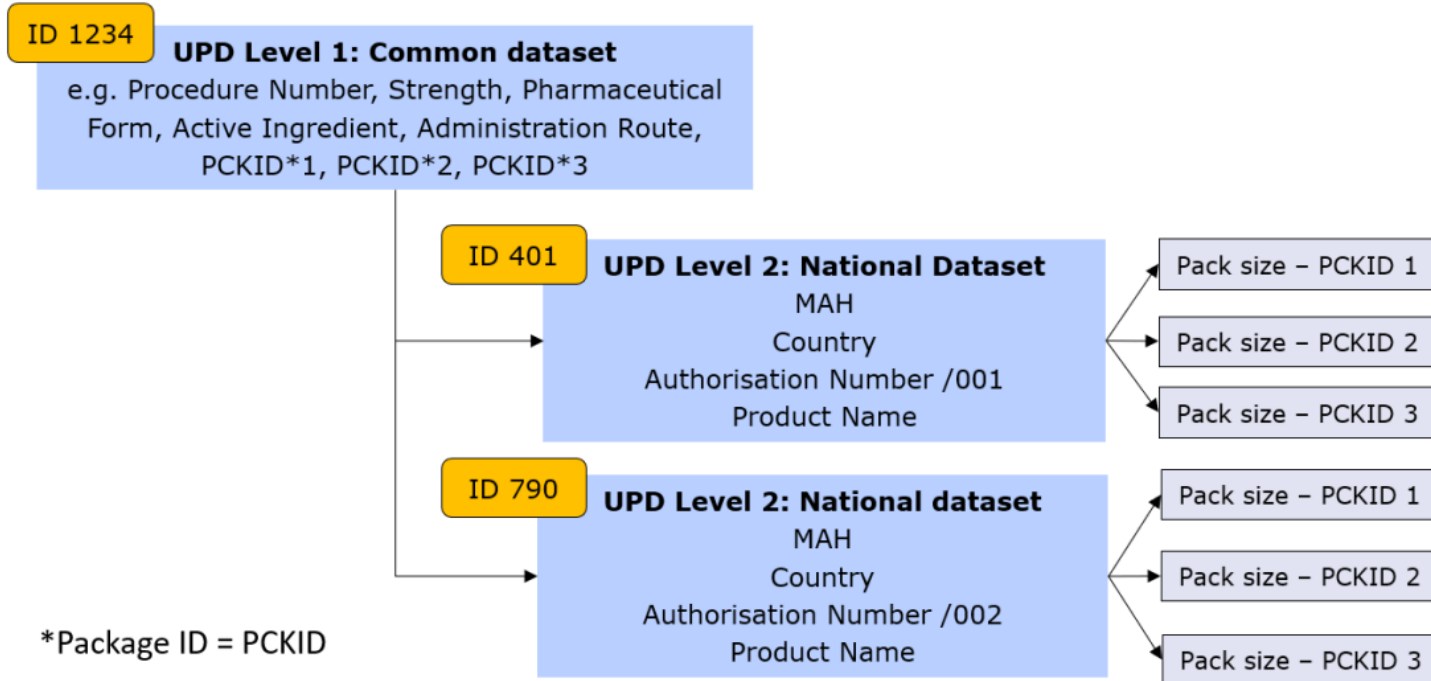 ID 1234
UPD Level 1: Common dataset
e.g. Procedure Number, Strength, Pharmaceutical
Form, Active Ingredient, Administration Route,
PCKID*1, PCKID*2, PCKID*3
ID 401
UPD Level 2: National Dataset
MAH
Country
Authorisation Number /001
Product Name
Pack size – PCKID 1
Pack size – PCKID 2
Pack size – PCKID 3
ID 790
UPD Level 2: National dataset
MAH
Country
Authorisation Number /002
Product Name
Pack size – PCKID 1
Pack size – PCKID 2
Pack size – PCKID 3
*Package ID = PCKID